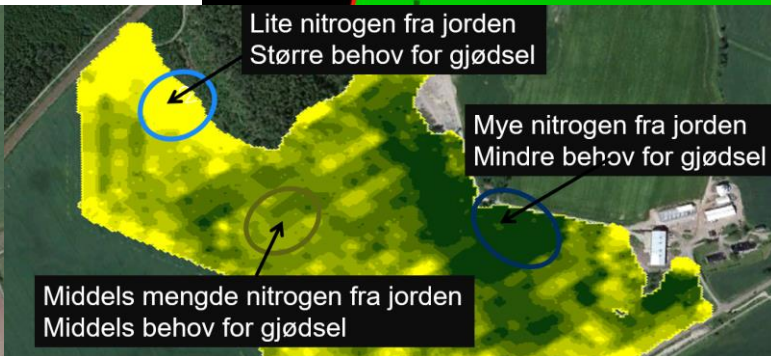 Lite nitrogen fra jorden
Større behov for gjødsel
Mye nitrogen fra jorden
Mindre behov for gjødsel
Middels mengde nitrogen fra jorden
Middels behov for gjødsel